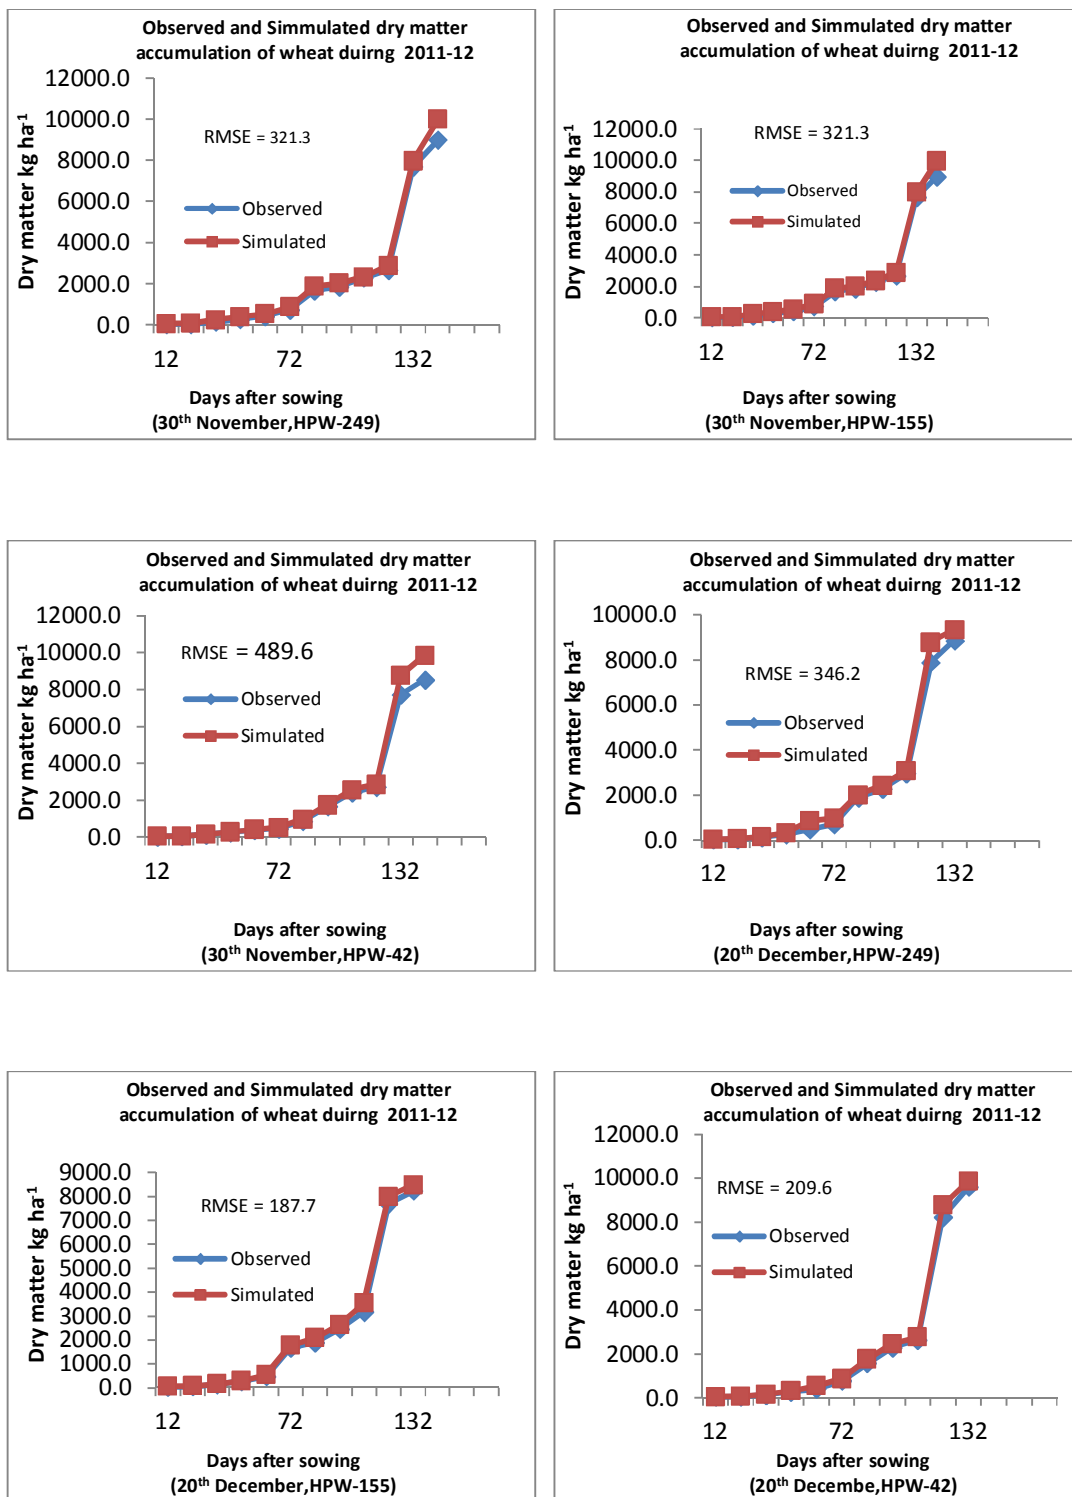 Observed and Simmulated dry matter
accumulation of wheat duirng 2011-12
12000.0
10000.0
8000.0
6000.0
4000.0
2000.0
0.0
Dry matter kg ha-1
RMSE = 321.3
Observed
Simulated
12 72 132
Days after sowing
(30th November,HPW-249)
Observed and Simmulated dry matter
accumulation of wheat duirng 2011-12
12000.0
10000.0
8000.0
6000.0
4000.0
2000.0
0.0
Dry matter kg ha-1
RMSE = 321.3
Observed
Simulated
12 72 132
Days after sowing
(30th November,HPW-155)
Observed and Simmulated dry matter
accumulation of wheat duirng 2011-12
12000.0
10000.0
8000.0
6000.0
4000.0
2000.0
0.0
Dry matter kg ha-1
RMSE = 489.6
Observed
Simulated
12 72 132
Days after sowing
(30th November,HPW-42)
Observed and Simmulated dry matter
accumulation of wheat duirng 2011-12
10000.0
8000.0
6000.0
4000.0
2000.0
0.0
Dry matter kg ha-1
RMSE = 346.2
Observed
Simulated
12 72 132
Days after sowing
(20th December,HPW-249)
Observed and Simmulated dry matter
accumulation of wheat duirng 2011-12
9000.0
8000.0
7000.0
6000.0
5000.0
4000.0
3000.0
2000.0
1000.0
0.0
Dry matter kg ha-1
RMSE = 187.7
Observed
Simulated
12 72 132
Days after sowing
(20th December,HPW-155)
Observed and Simmulated dry matter
accumulation of wheat duirng 2011-12
12000.0
10000.0
8000.0
6000.0
4000.0
2000.0
0.0
Dry mater kg ha-1
RMSE = 209.6
Observed
Simulated
12 72 132
Days after sowing
(20th Decembe,HPW-42)